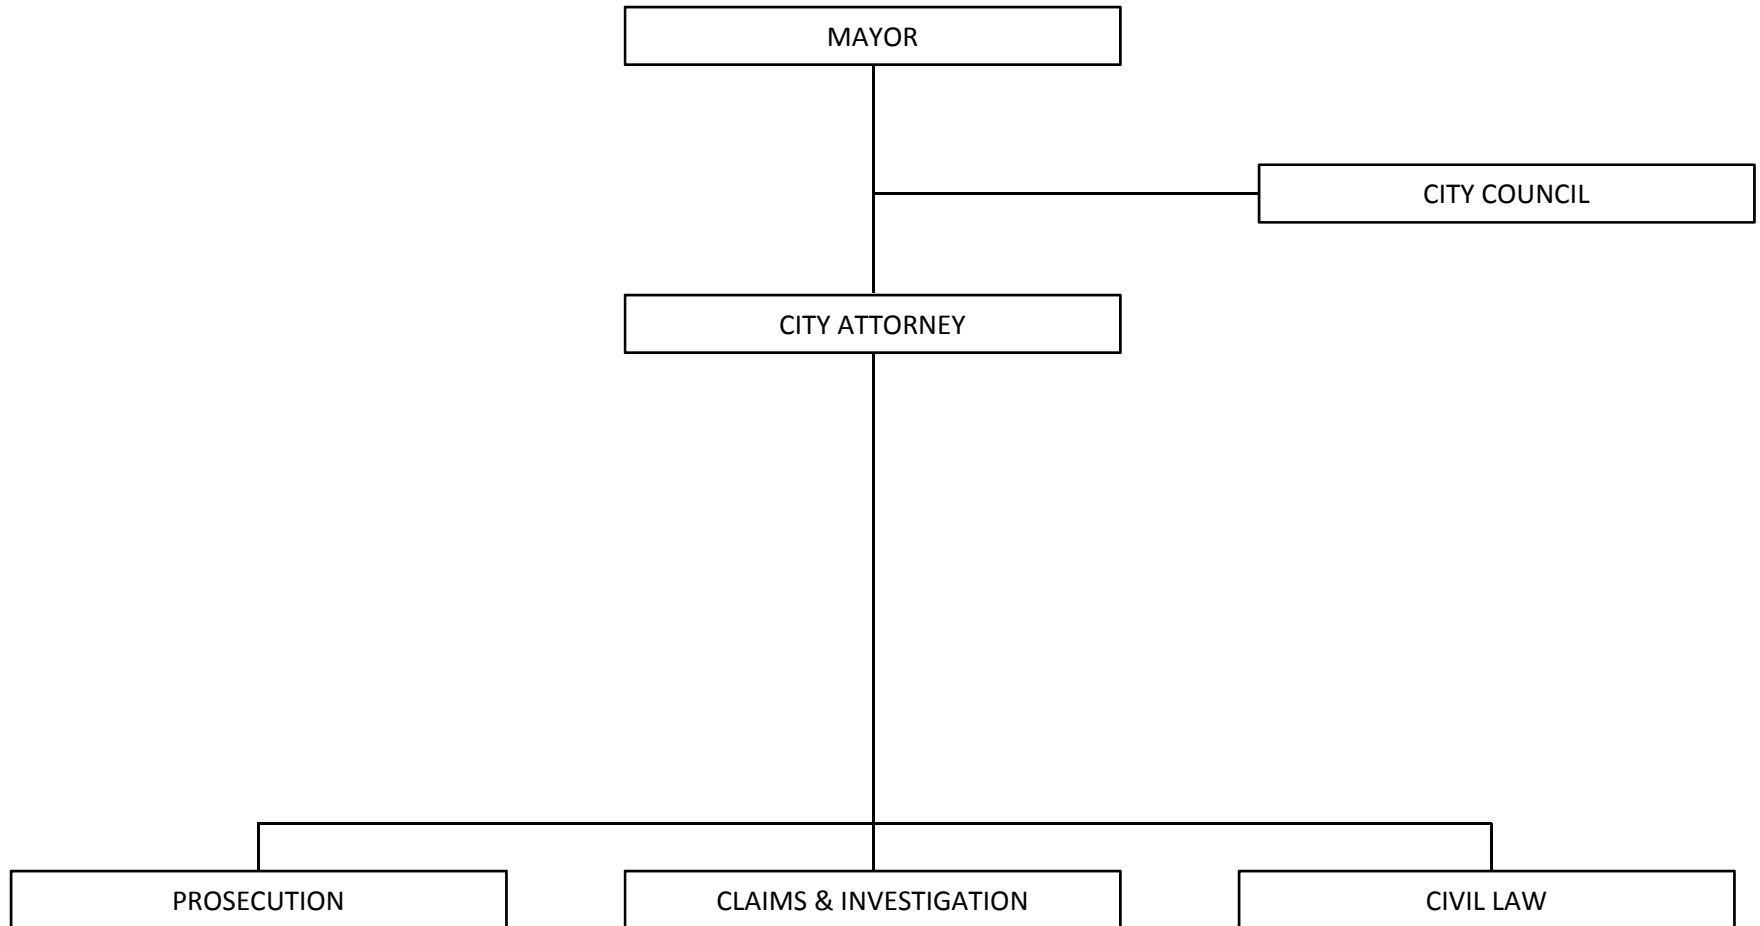 MAYOR
CITY COUNCIL
CITY ATTORNEY
PROSECUTION
CLAIMS & INVESTIGATION
CIVIL LAW